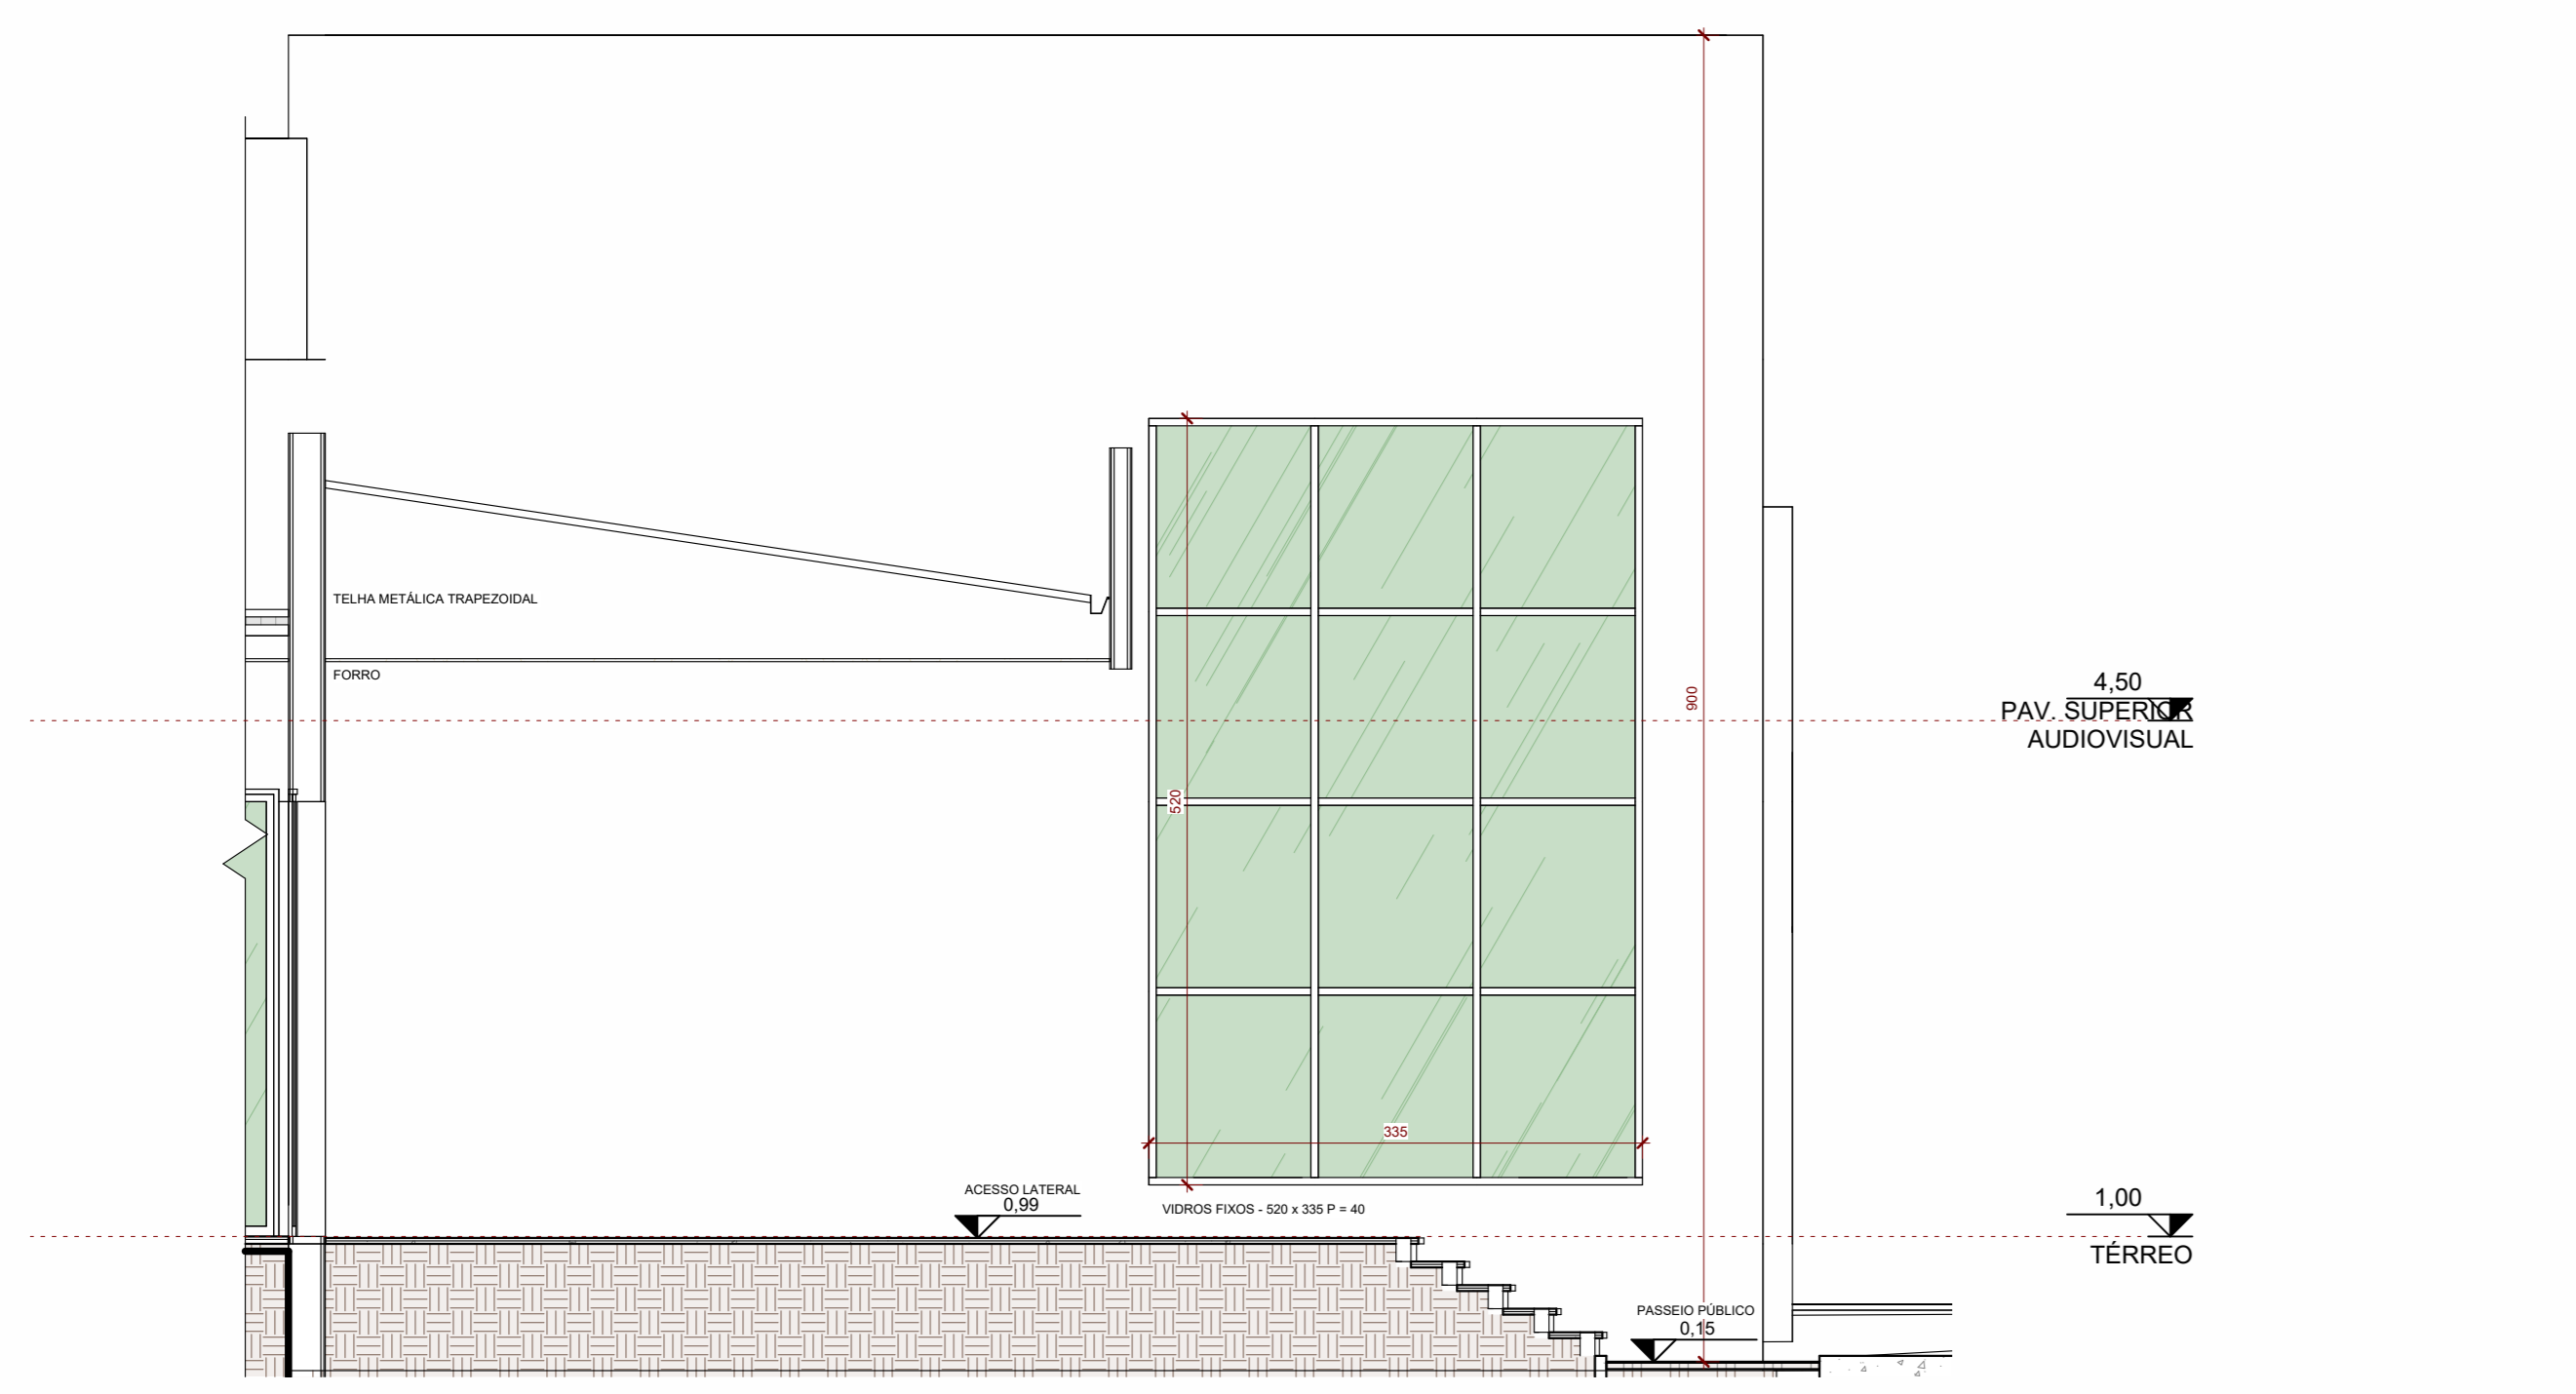 TELHA METÁLICA TRAPEZOIDAL
FORRO
900
4,50
PAV. SUPERIOR
AUDIOVISUAL
520
335
ACESSO LATERAL
0,99
VIDROS FIXOS - 520 x 335 P = 40
1,00
TÉRREO
PASSEIO PÚBLICO
0,15